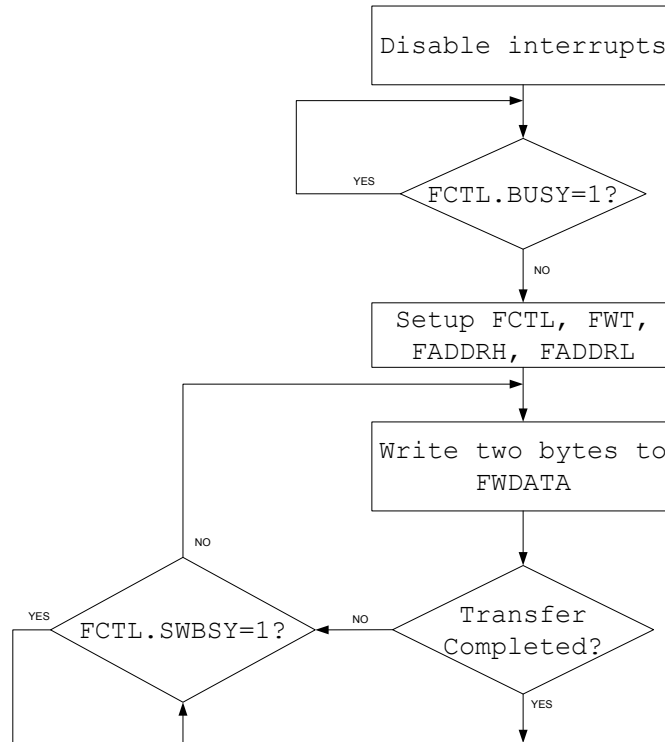 Disable interrupts
YES
FCTL.BUSY=1?
NO
Setup FCTL, FWT,
FADDRH, FADDRL
Write two bytes to
FWDATA
NO
YES
FCTL.SWBSY=1?
NO
Transfer
Completed?
YES